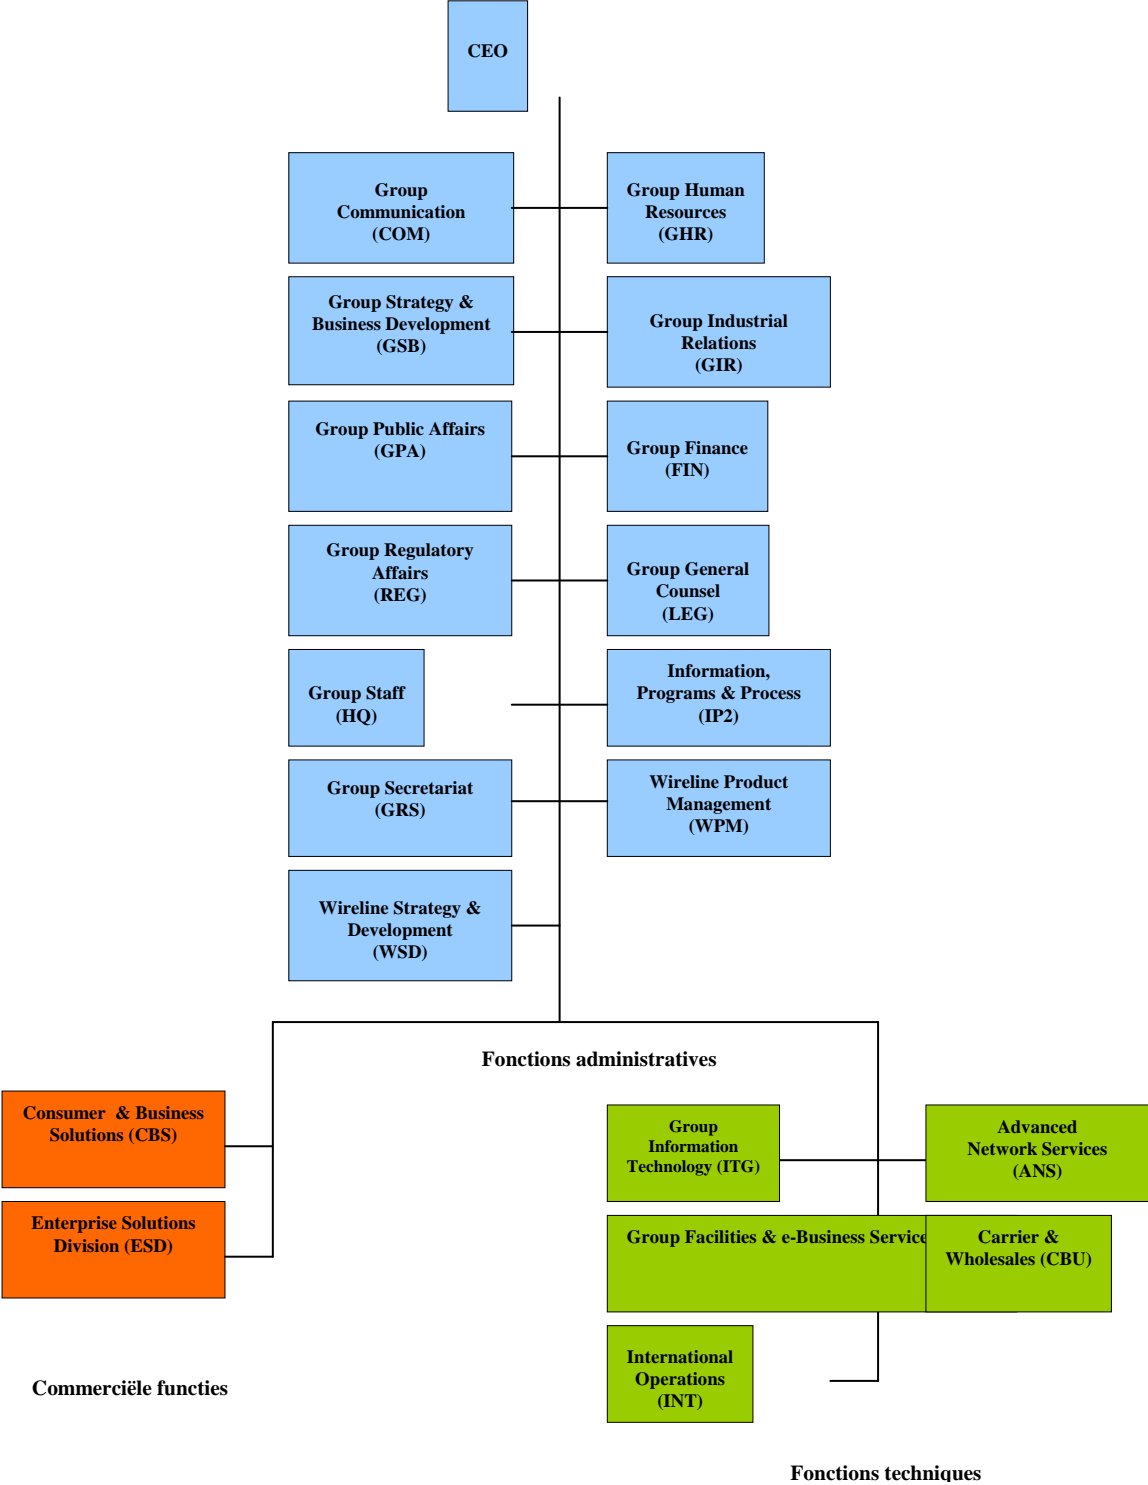 CEO
Group
Communication
(COM)
Group Human
Resources
(GHR)
Group Strategy &
Business Development
(GSB)
Group Industrial
Relations
(GIR)
Group Public Affairs
(GPA)
Group Finance
(FIN)
Group Regulatory
Affairs
(REG)
Group General
Counsel
(LEG)
Group Staff
(HQ)
Information,
Programs & Process
(IP2)
Group Secretariat
(GRS)
Wireline Product
Management
(WPM)
Wireline Strategy &
Development
(WSD)
Fonctions administratives
Consumer & Business
Solutions (CBS)
Enterprise Solutions
Division (ESD)
Commerciële functies
Group
Information
Technology (ITG)
Advanced
Network Services
(ANS)
Group Facilities & e-Business Service
Carrier &
Wholesales (CBU)
International
Operations
(INT)
Fonctions techniques